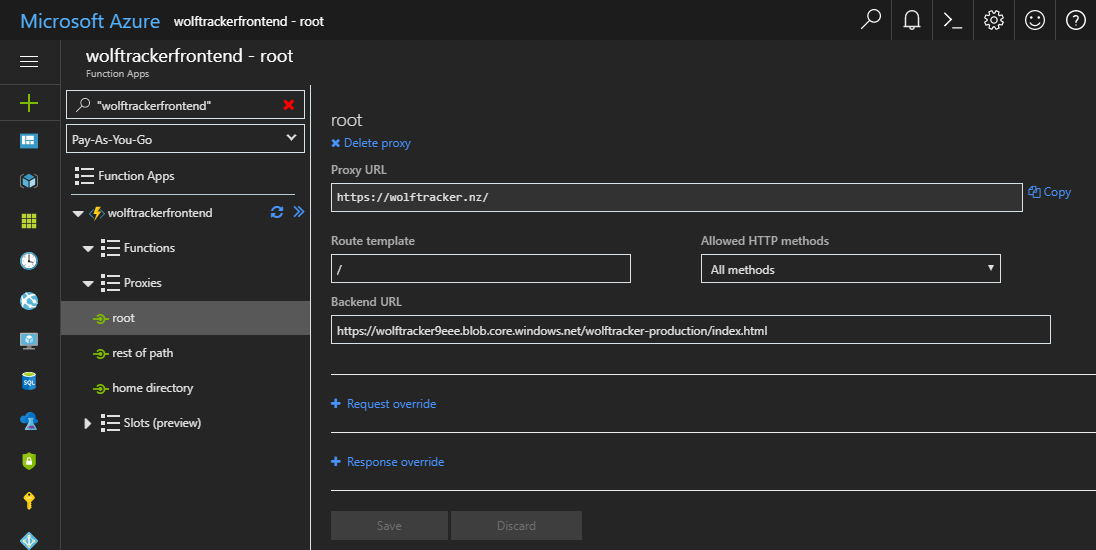 Microsoft Azure wolftrackerfrontend - root
wolftrackerfrontend - root
Function Apps
"wolftrackerfrontend"
Pay-As-You-Go
Function Apps
wolftrackerfrontend
Functions
Proxies
root
rest of path
home directory
Slots (preview)
root
Delete proxy
Proxy URL
https://wolftracker.nz/
Copy
Route template
Allowed HTTP methods
/
All methods
Backend URL
https://wolftracker9eee.blob.core.windows.net/wolftracker-production/index.html
Request override
Response override
Save
Discard
SQL